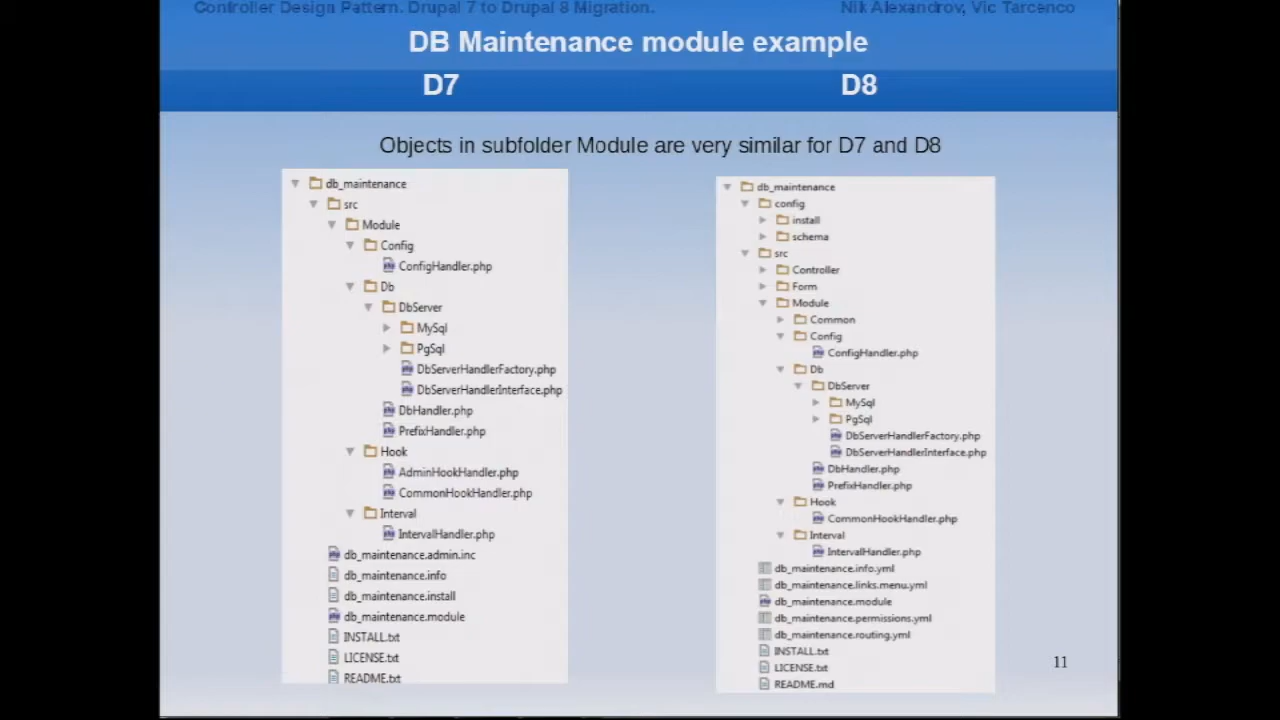 Controller Design Pattern. Drupal 7 to Drupal 8 Migration. Nik Alexandrov, Vic Tarcenco
DB Maintenance module example
D7 D8
Objects in subfolder Module are very similar for D7 and D8
db_maintenance
src
Module
Config
ConfigHandler.php
Db
DbServer
MySql
PgSql
DbServerHandlerFactory.php
DbServerHandlerInterface.php
DbHandler.php
PrefixHandler.php
Hook
AdminHookHandler.php
CommonHookHandler.php
Interval
IntervalHandler.php
db_maintenance.admin.inc
db_maintenance.info
db_maintenance.install
db_maintenance.module
INSTALL.txt
LICENSE.txt
README.txt
db_maintenance
config
install
schema
src
Controller
Form
Module
Common
Config
ConfigHandler.php
Db
DbServer
MySql
PgSql
DbServerHandlerFactory.php
DbServerHandlerInterface.php
DbHandler.php
PrefixHandler.php
Hook
CommonHookHandler.php
Interval
IntervalHandler.php
db_maintenance.info.yml
db_maintenance.links.menu.yml
db_maintenance.module
db_maintenance.permissions.yml
db_maintenance.routing.yml
INSTALL.txt
LICENSE.txt
README.md
11